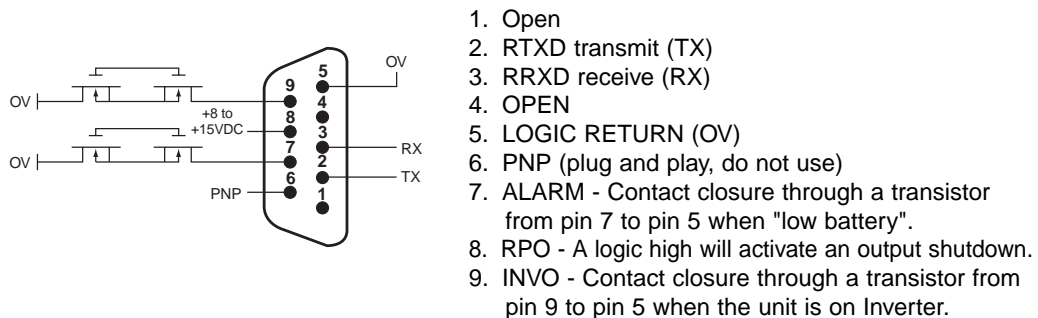 OV
5
9
4
+8 to
8
+15VDC
3
7
RX
2
OV
6
TX
PNP
1
OV
1. Open
2. RTXD transmit (TX)
3. RRXD receive (RX)
4. OPEN
5. LOGIC RETURN (OV)
6. PNP (plug and play, do not use)
7. ALARM - Contact closure through a transistor
from pin 7 to pin 5 when "low battery".
8. RPO - A logic high will activate an output shutdown.
9. INVO - Contact closure through a transistor from
pin 9 to pin 5 when the unit is on Inverter.